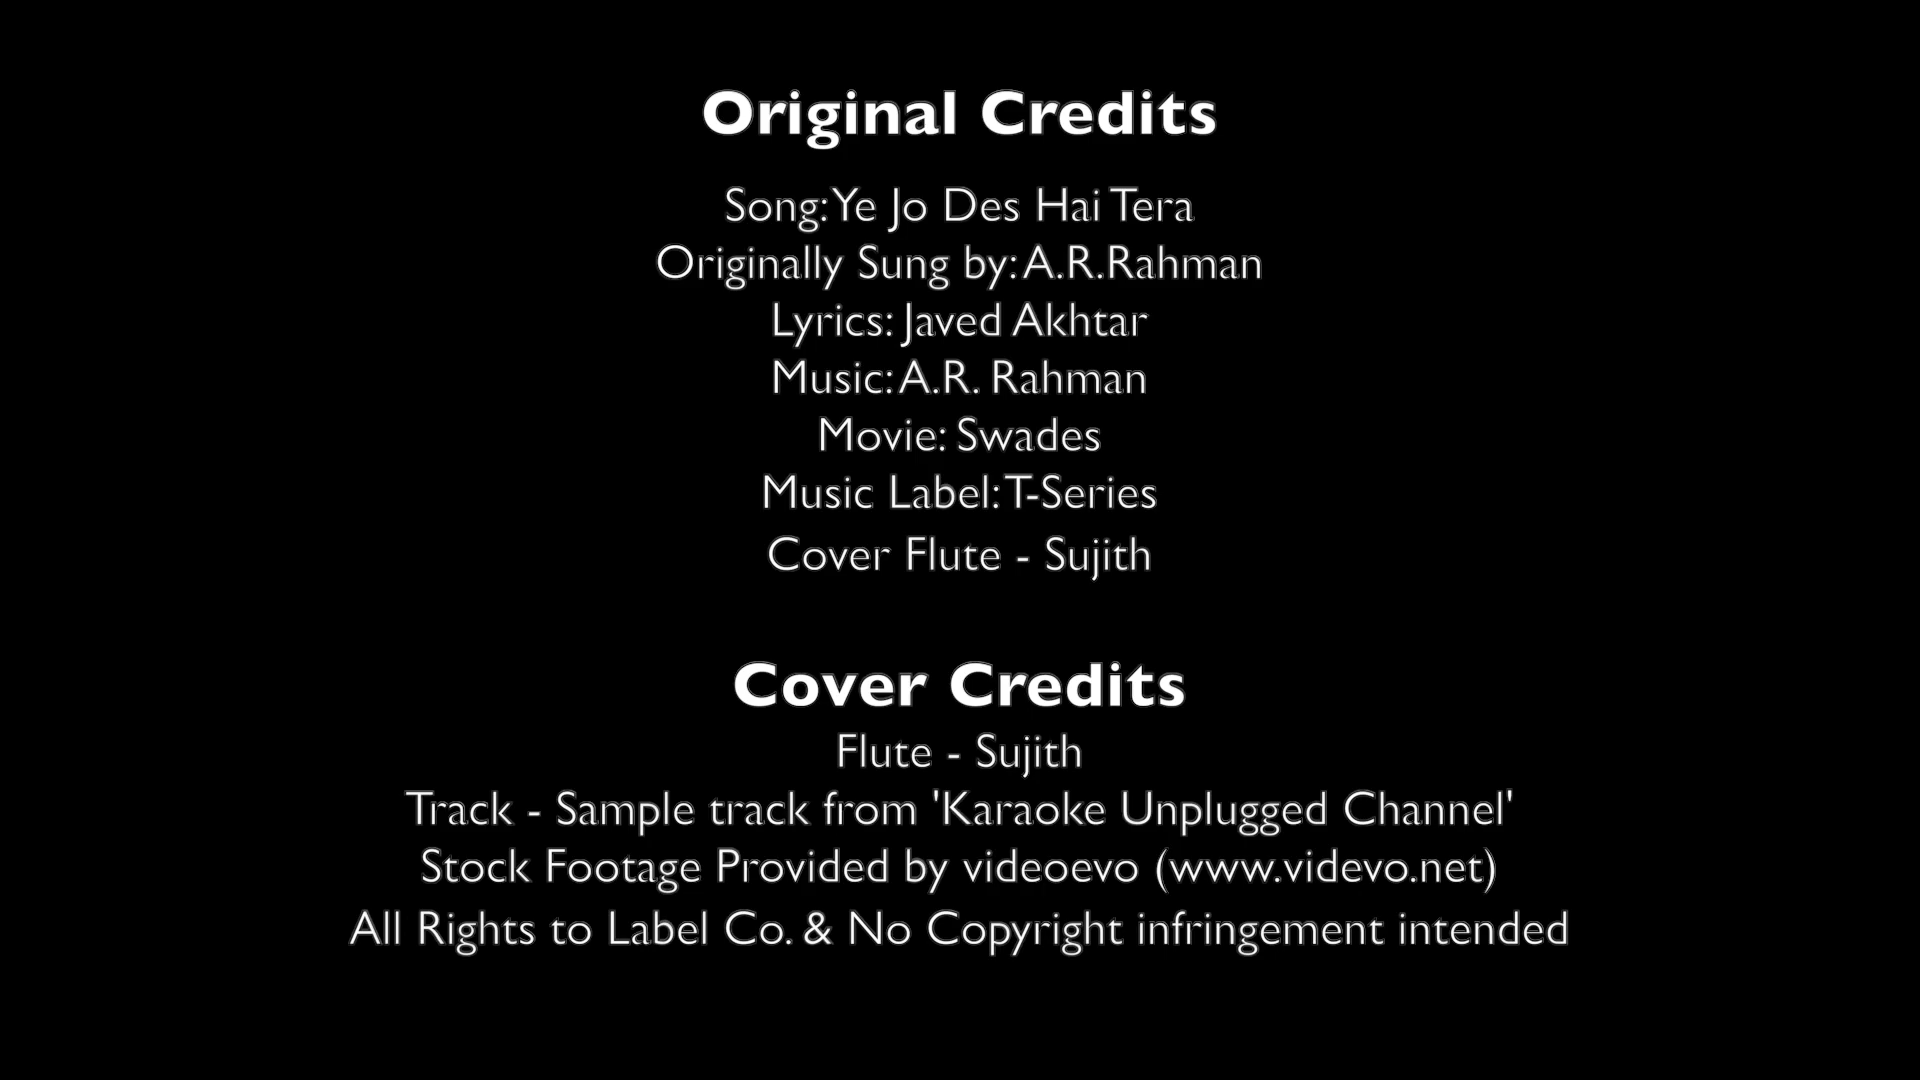 Original Credits
Song: Ye Jo Des Hai Tera
Originally Sung by: A.R.Rahman
Lyrics: Javed Akhtar
Music: A.R. Rahman
Movie: Swades
Music Label: T-Series
Cover Flute - Sujith
Cover Credits
Flute - Sujith
Track - Sample track from 'Karaoke Unplugged Channel'
Stock Footage Provided by videoevo (www.videvo.net)
All Rights to Label Co. & No Copyright infringement intended